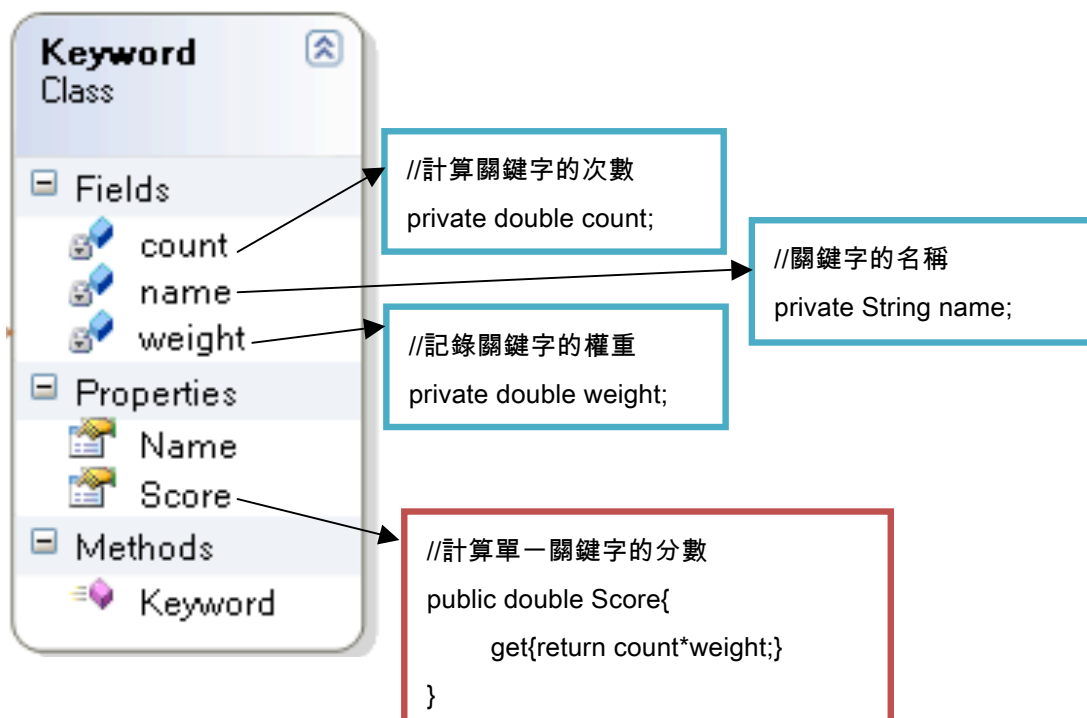 Keyword
Class
Fields
count
name
weight
Properties
Name
Score
Methods
Keyword
//計算關鍵字的次數
private double count;
//關鍵字的名稱
private String name;
//記錄關鍵字的權重
private double weight;
//計算單一關鍵字的分數
public double Score{
get{return count*weight;}
}